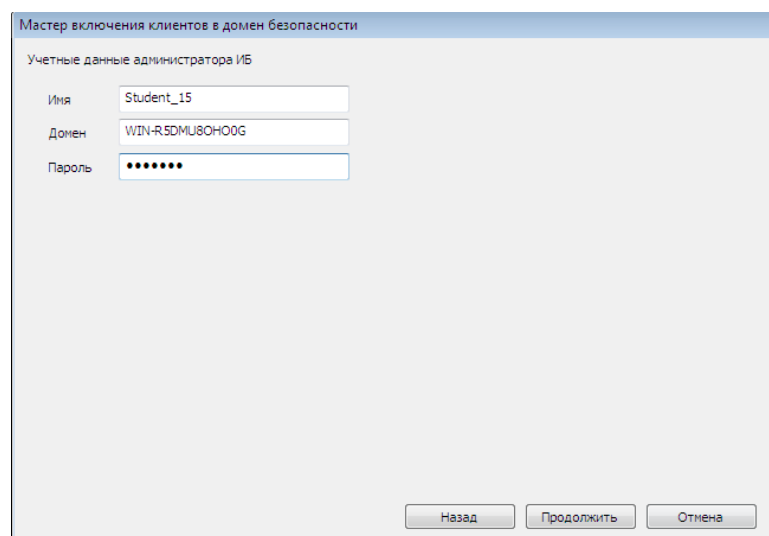 Мастер включения клиентов в домен безопасности
Учетные данные администратора ИБ
Имя Student_15
Домен WIN-R5DMU8OHO0G
Пароль •••••••
Назад Продолжить Отмена